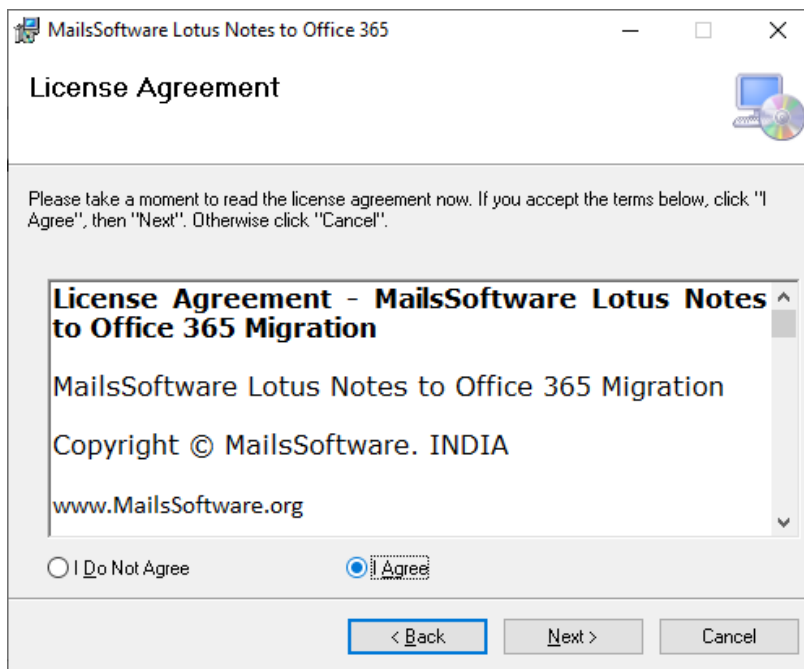 MailsSoftware Lotus Notes to Office 365
License Agreement
Please take a moment to read the license agreement now. If you accept the terms below, click "I
Agree", then "Next". Otherwise click "Cancel".
License Agreement - MailsSoftware Lotus Notes
to Office 365 Migration
MailsSoftware Lotus Notes to Office 365 Migration
Copyright © MailsSoftware. INDIA
www.MailsSoftware.org
I Do Not Agree
I Agree
< Back
Next >
Cancel